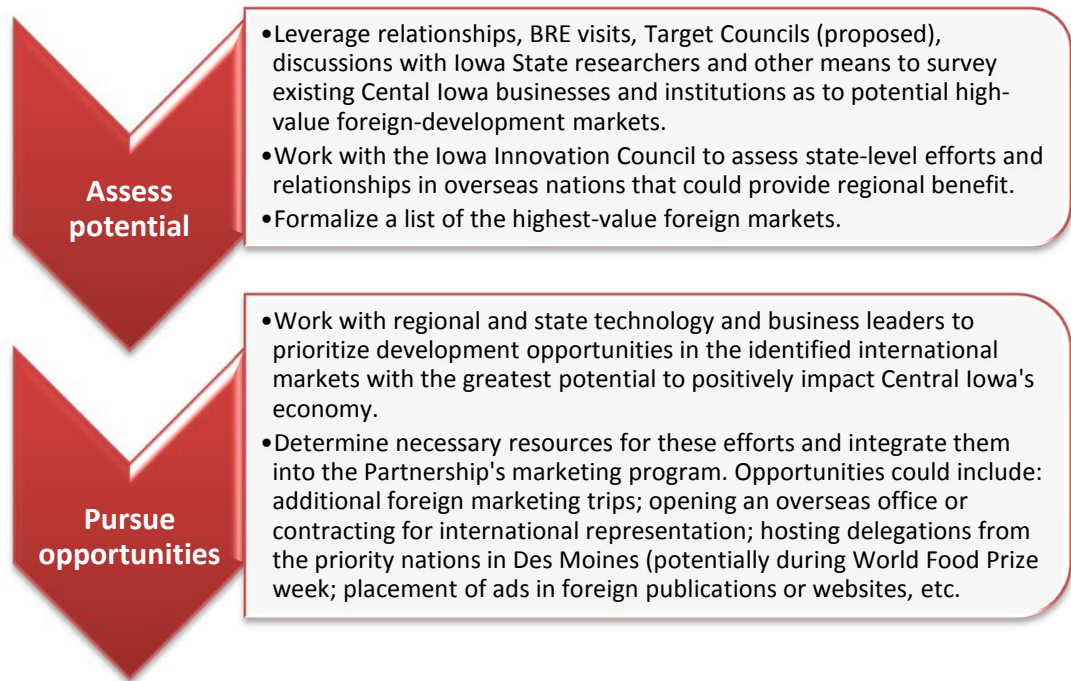 Assess
potential
•Leverage relationships, BRE visits, Target Councils (proposed),
discussions with Iowa State researchers and other means to survey
existing Cental Iowa businesses and institutions as to potential high-
value foreign-development markets.
•Work with the Iowa Innovation Council to assess state-level efforts and
relationships in overseas nations that could provide regional benefit.
•Formalize a list of the highest-value foreign markets.
Pursue
opportunities
•Work with regional and state technology and business leaders to
prioritize development opportunities in the identified international
markets with the greatest potential to positively impact Central Iowa's
economy.
•Determine necessary resources for these efforts and integrate them
into the Partnership's marketing program. Opportunities could include:
additional foreign marketing trips; opening an overseas office or
contracting for international representation; hosting delegations from
the priority nations in Des Moines (potentially during World Food Prize
week; placement of ads in foreign publications or websites, etc.